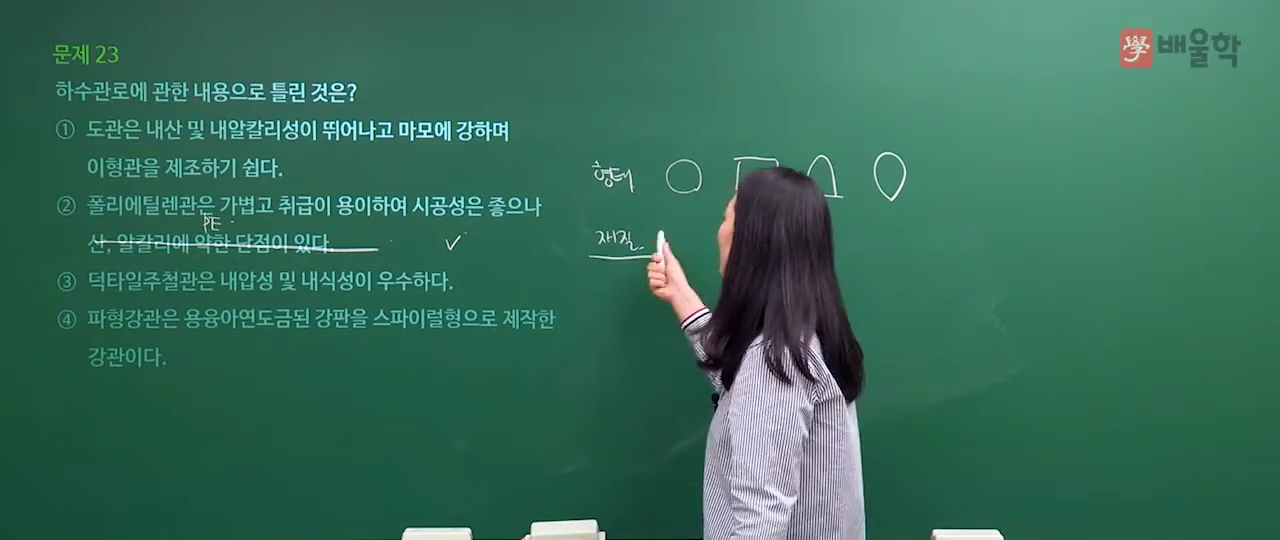 學 배울학
문제 23
하수관로에 관한 내용으로 틀린 것은?
① 도관은 내산 및 내알칼리성이 뛰어나고 마모에 강하며
이형관을 제조하기 쉽다.
② 폴리에틸렌관은 가볍고 취급이 용이하여 시공성은 좋으나
PE
산, 알칼리에 약한 단점이 있다.
③ 덕타일주철관은 내압성 및 내식성이 우수하다.
④ 파형강관은 용융아연도금된 강판을 스파이럴형으로 제작한
강관이다.
형태
재질